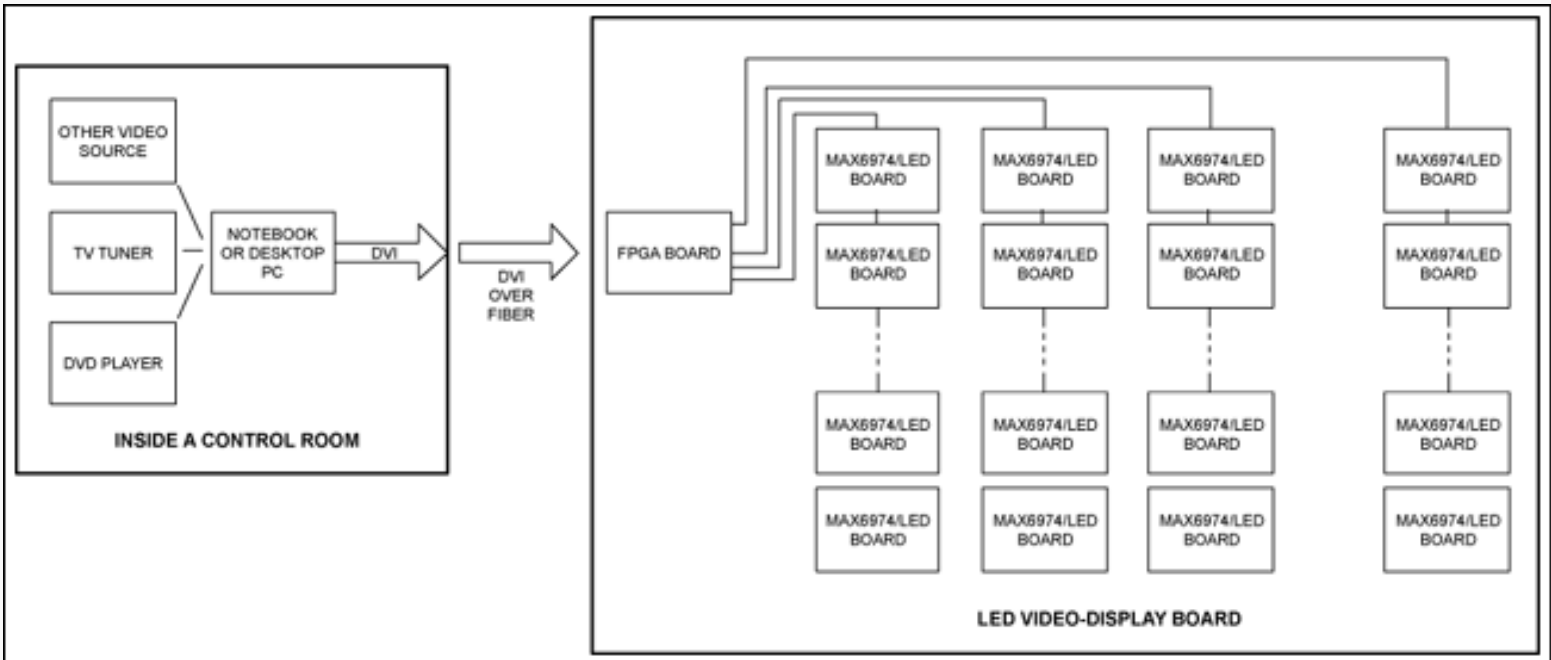 OTHER VIDEO
SOURCE
TV TUNER
DVD PLAYER
NOTEBOOK
OR DESKTOP
PC
DVI
INSIDE A CONTROL ROOM
DVI
OVER
FIBER
FPGA BOARD
MAX6974/LED
BOARD
MAX6974/LED
BOARD
MAX6974/LED
BOARD
MAX6974/LED
BOARD
MAX6974/LED
BOARD
MAX6974/LED
BOARD
MAX6974/LED
BOARD
MAX6974/LED
BOARD
MAX6974/LED
BOARD
MAX6974/LED
BOARD
MAX6974/LED
BOARD
MAX6974/LED
BOARD
MAX6974/LED
BOARD
MAX6974/LED
BOARD
MAX6974/LED
BOARD
MAX6974/LED
BOARD
LED VIDEO-DISPLAY BOARD